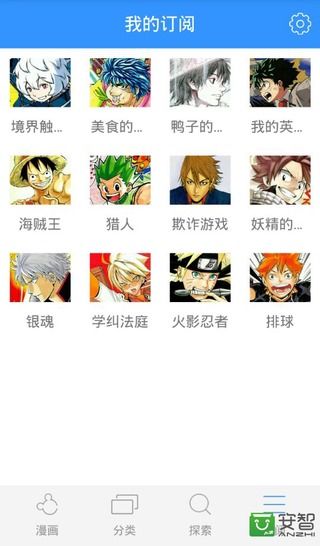 我的订阅
境界触...
美食的...
鸭子的...
我的英...
海贼王
猎人
欺诈游戏
妖精的...
银魂
学纠法庭
火影忍者
排球
漫画
分类
探索
安智
ANZHI